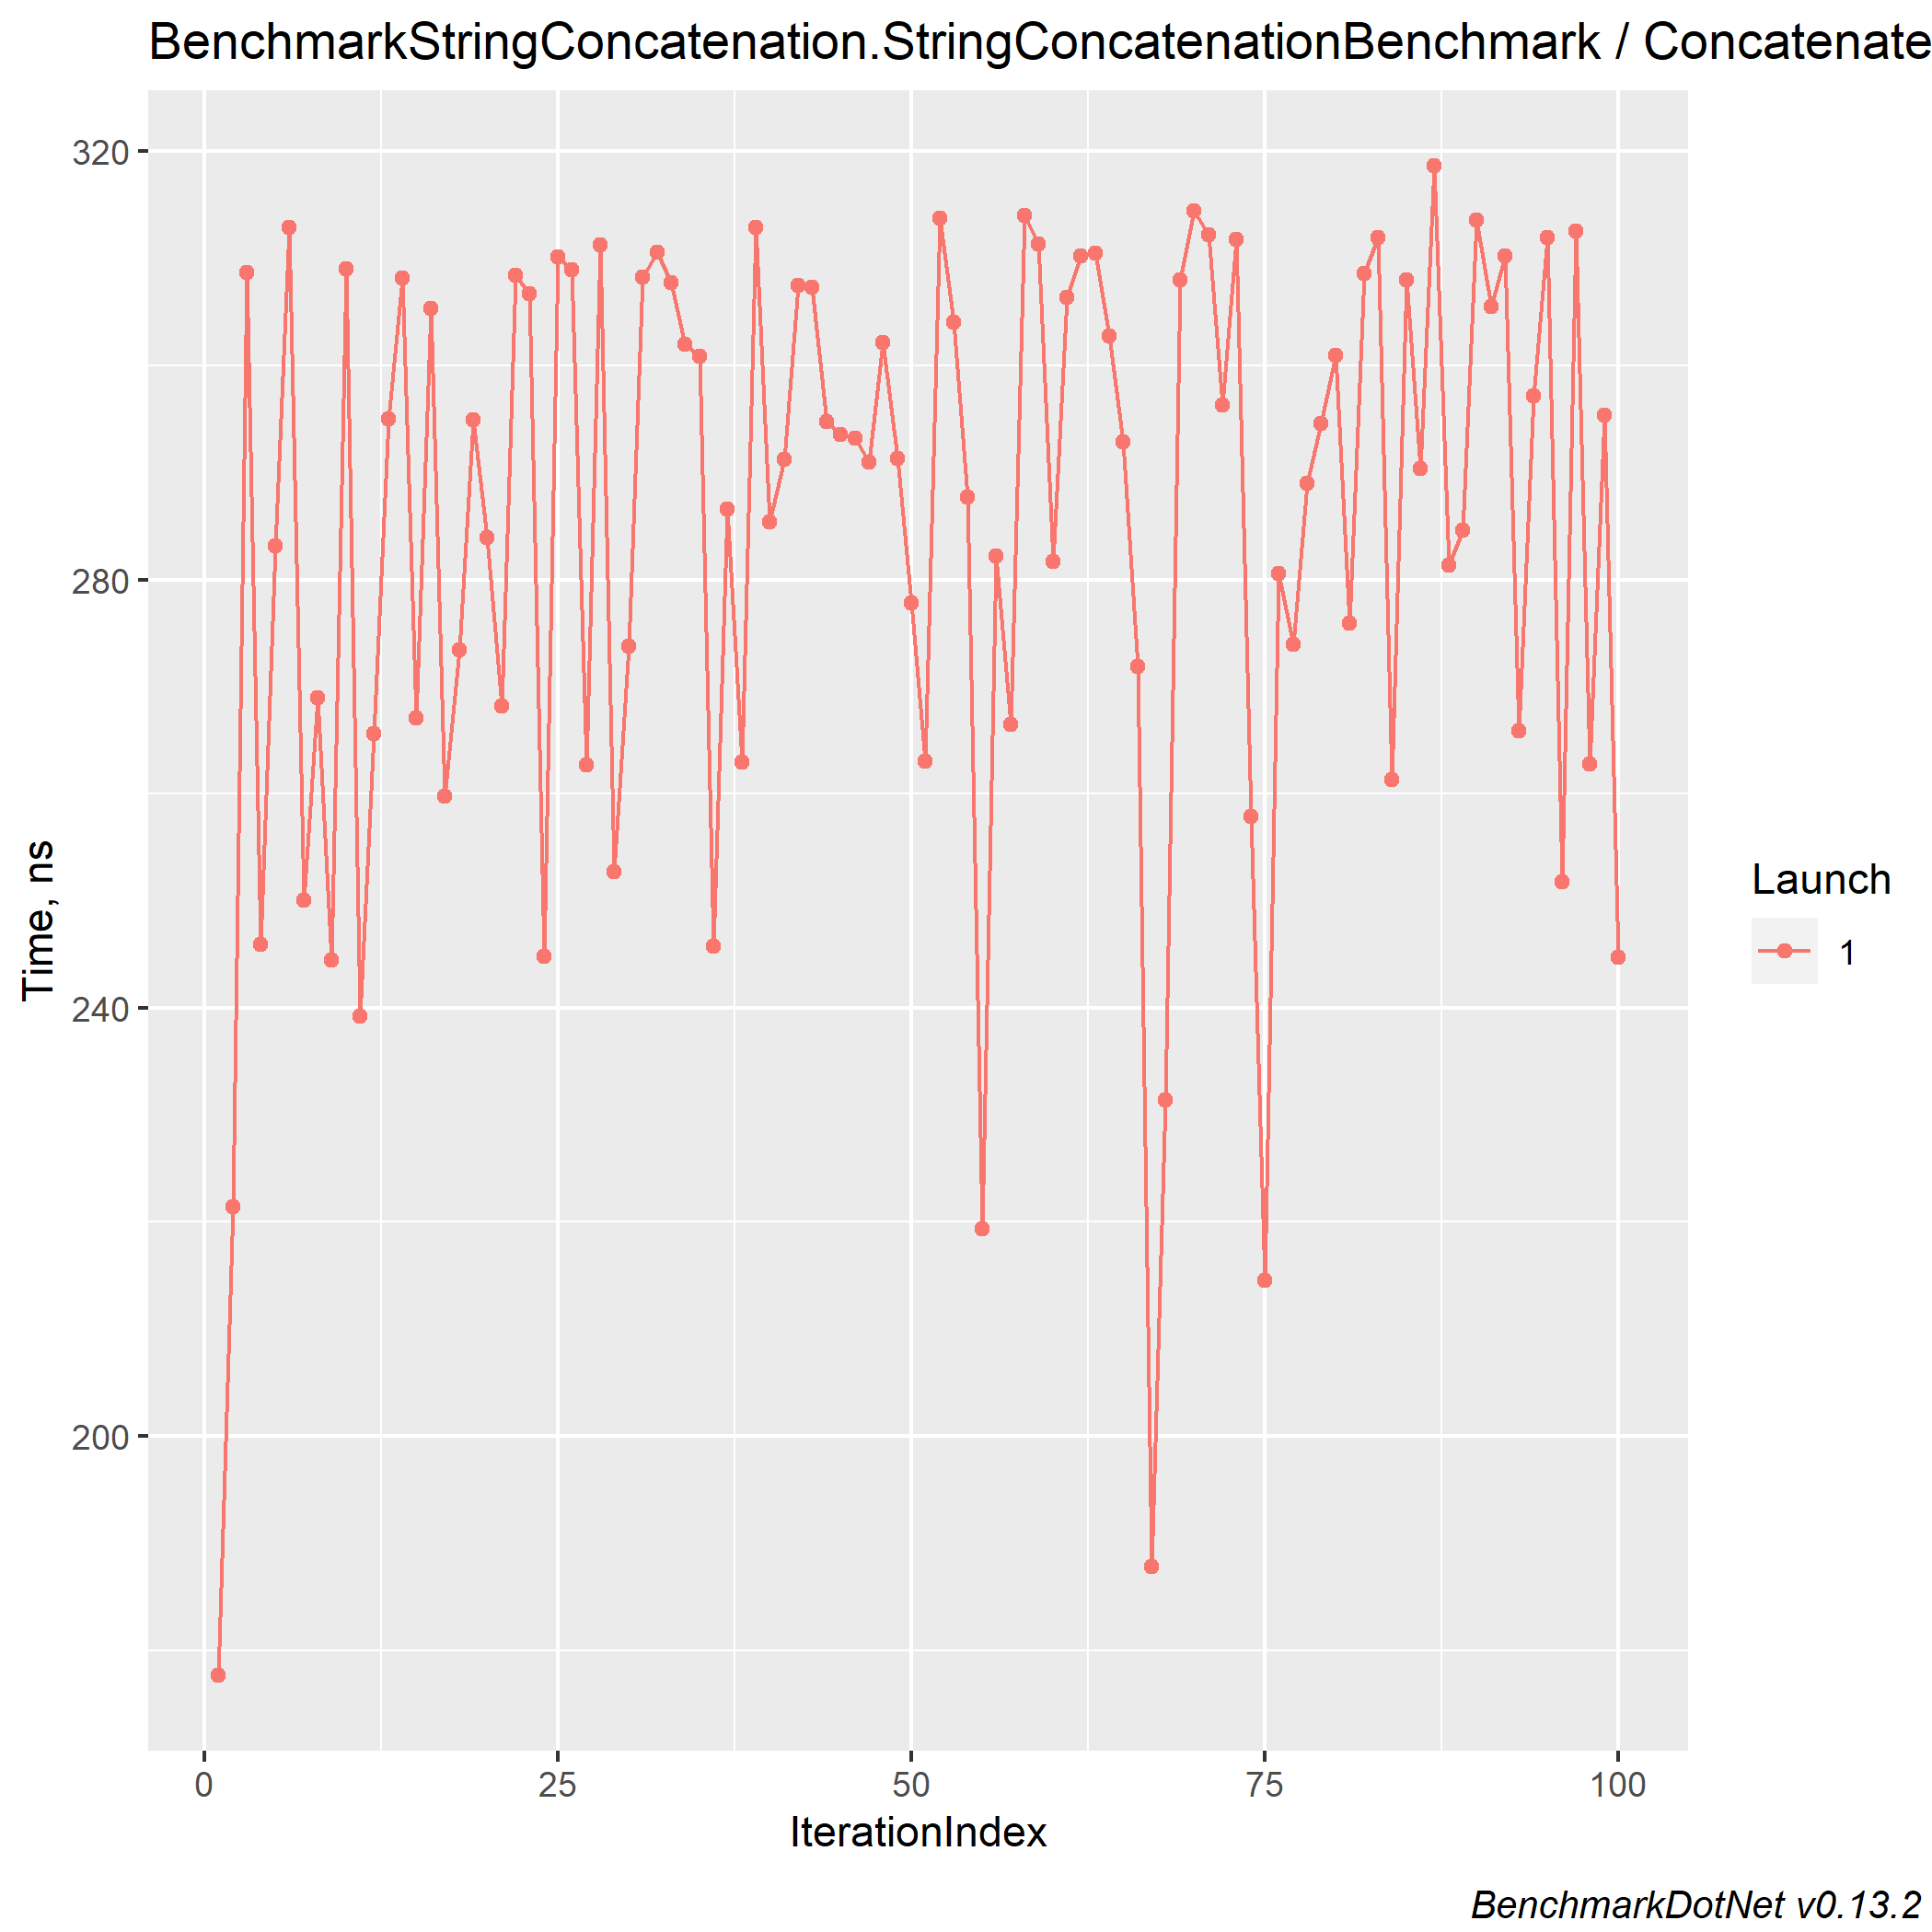 BenchmarkStringConcatenation.StringConcatenationBenchmark / Concatenate
320
280
240
200
Time, ns
0 25 50 75 100
IterationIndex
Launch
1
BenchmarkDotNet v0.13.2